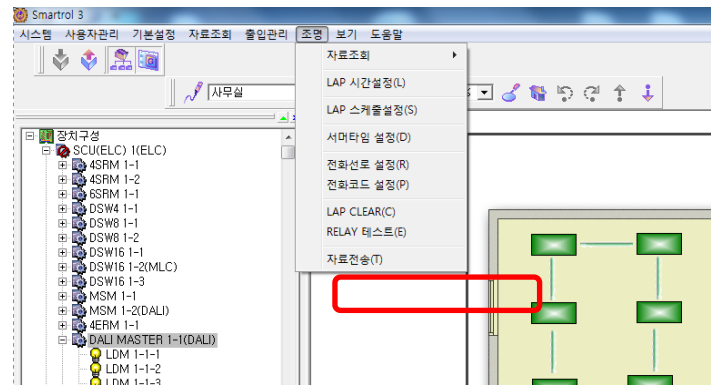 Smartrol 3
시스템 사용자관리 기본설정 자료조회 출입관리 조명 보기 도움말
자료조회
사무실
LAP 시간설정(L)
%
LAP 스케줄설정(S)
서머타임 설정(D)
전화선로 설정(R)
전화코드 설정(P)
LAP CLEAR(C)
RELAY 테스트(E)
자료전송(T)
장치구성
SCU(ELC) 1(ELC)
4SRM 1-1
4SRM 1-2
6SRM 1-1
DSW4 1-1
DSW8 1-1
DSW8 1-2
DSW16 1-1
DSW16 1-2(MLC)
DSW16 1-3
MSM 1-1
MSM 1-2(DALI)
4ERM 1-1
DALI MASTER 1-1(DALI)
LDM 1-1-1
LDM 1-1-2
LDM 1-1-3